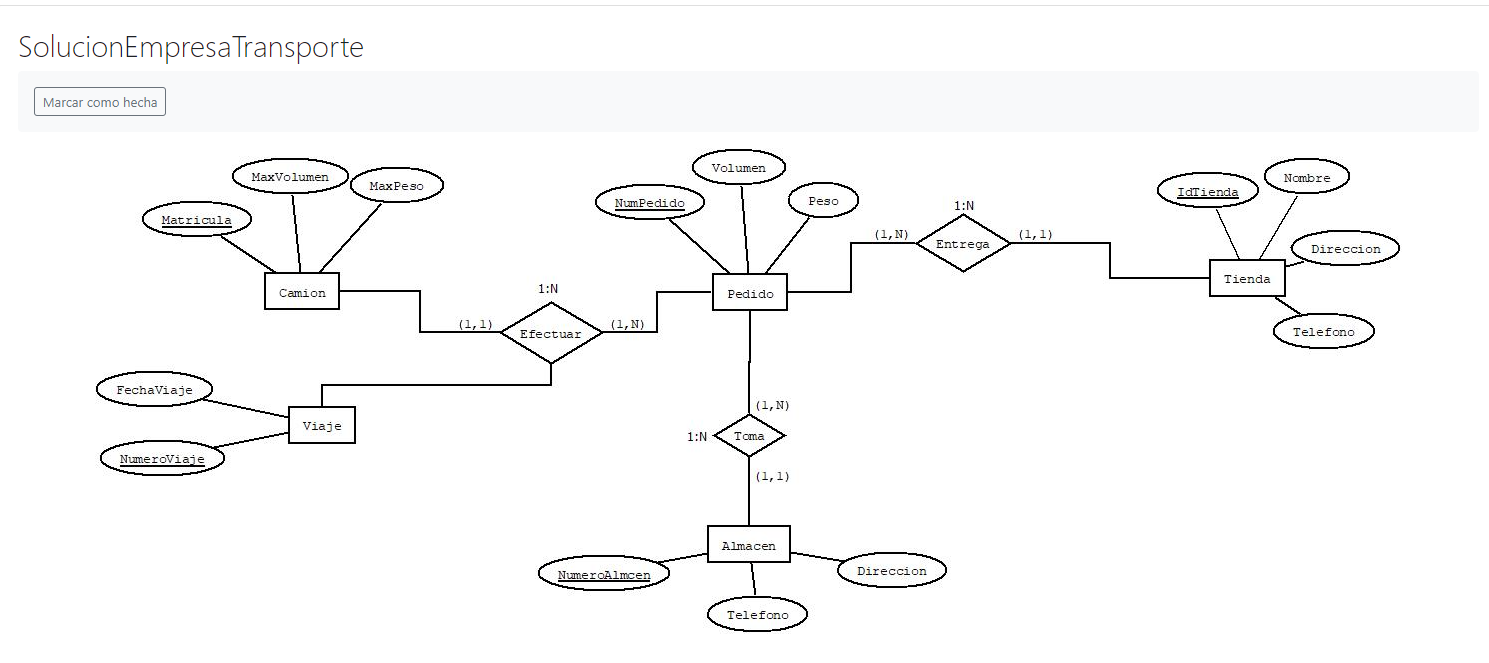 SolucionEmpresaTransporte
Marcar como hecha
MaxVolumen
MaxPeso
Matricula
Camion
Volumen
NumPedido
Peso
Pedido
1:N
(1,N)
Entrega
(1,1)
IdTienda
Nombre
Direccion
Tienda
Telefono
1:N
(1,1)
Efectuar
(1,N)
FechaViaje
Viaje
NumeroViaje
(1,N)
1:N
Toma
(1,1)
Almacen
NumeroAlmcen
Direccion
Telefono